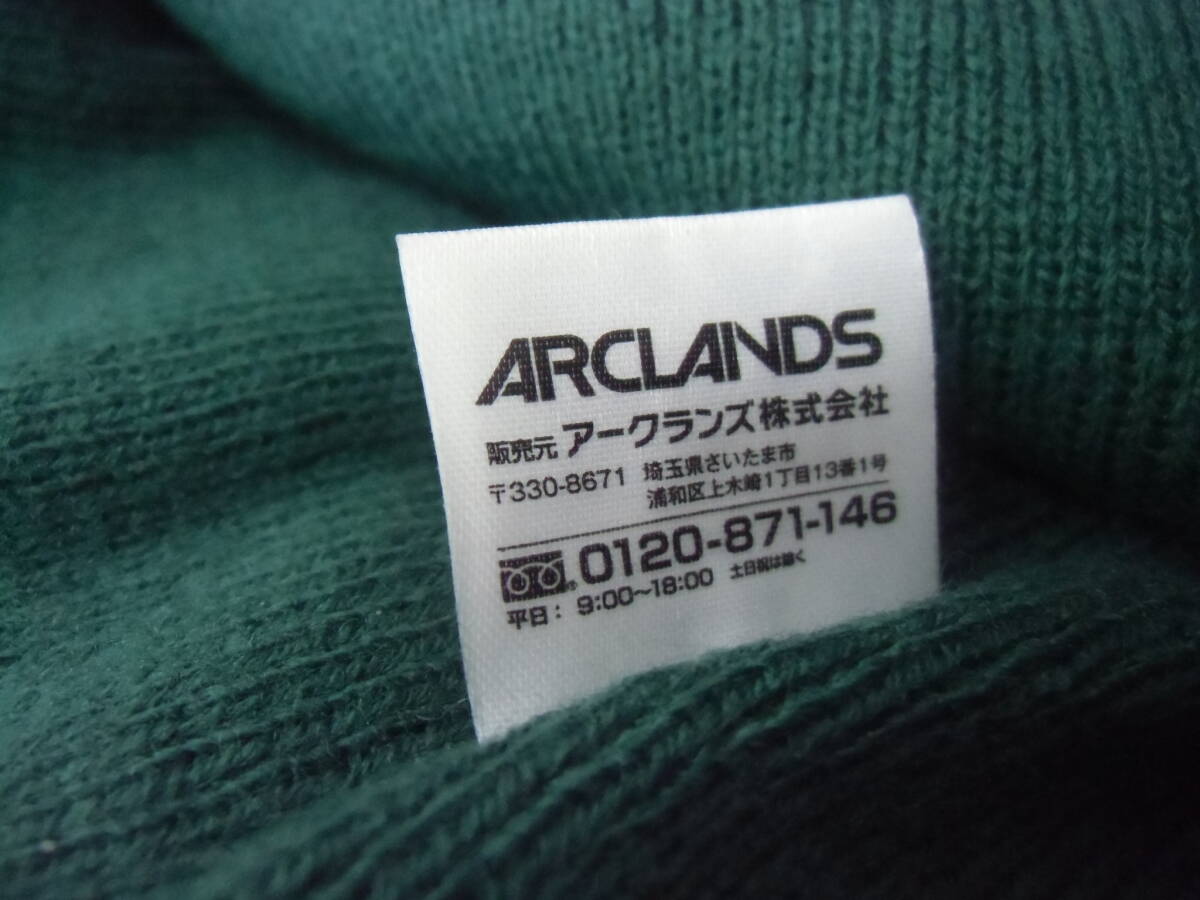 ARCLANDS
販売元 アークランズ株式会社
〒330-8671 埼玉県さいたま市
浦和区上木崎1丁目13番1号
0120-871-146
平日： 9:00～18:00 土日祝は除く